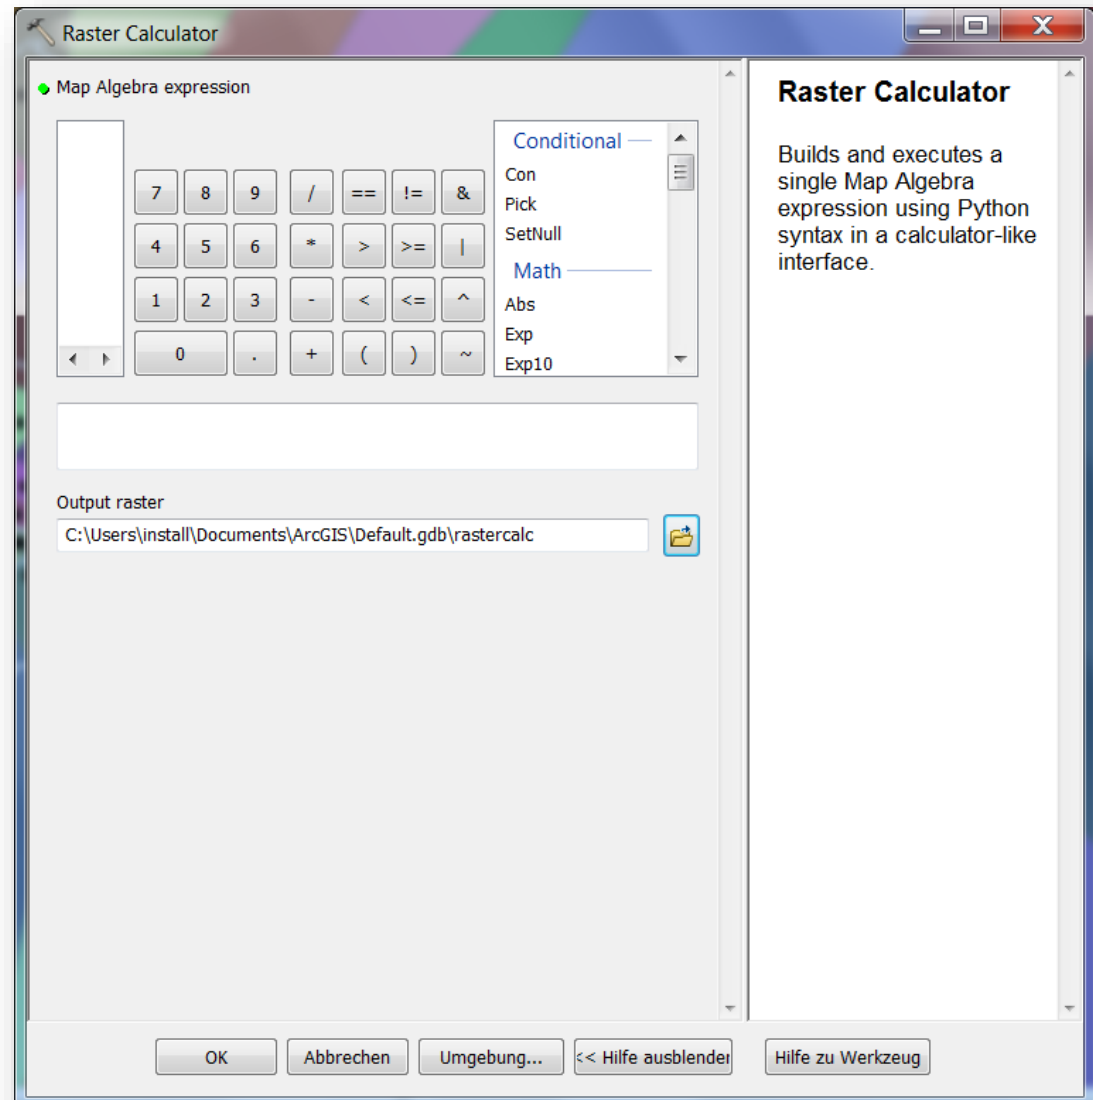 Raster Calculator
X
Map Algebra expression
7 8 9 / == != &
4 5 6 * > >= |
1 2 3 - < <= ^
0 . + ( ) ~
Conditional
Con
Pick
SetNull
Math
Abs
Exp
Exp10
Output raster
C:\Users\install\Documents\ArcGIS\Default.gdb\rastercalc
Raster Calculator
Builds and executes a
single Map Algebra
expression using Python
syntax in a calculator-like
interface.
OK Abbrechen Umgebung... << Hilfe ausblenden Hilfe zu Werkzeug